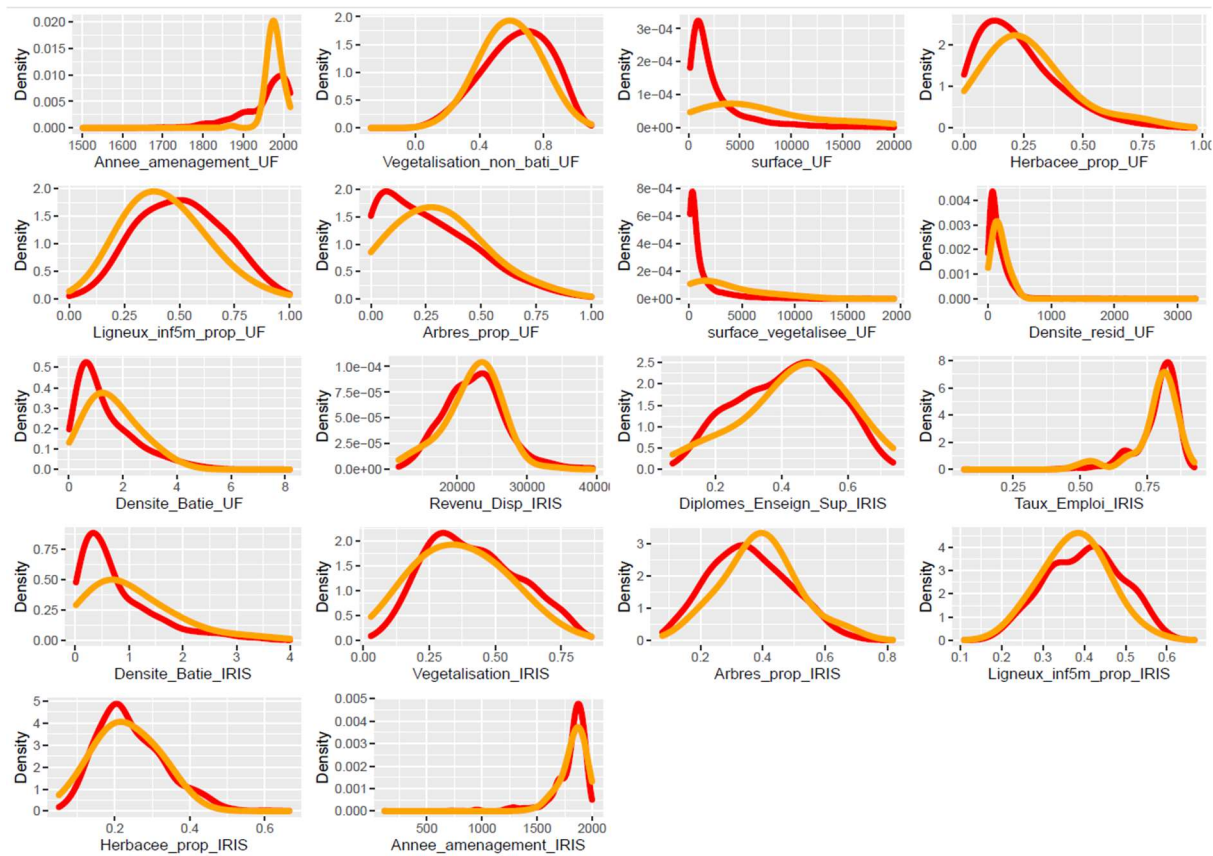 Density
0.020
0.015
0.010
0.005
0.000
1500 1600 1700 1800 1900 2000
Annee_amenagement_UF
Density
2.0
1.5
1.0
0.5
0.0
0.0 0.4 0.8
Vegetalisation_non_bati_UF
Density
3e-04
2e-04
1e-04
0e+00
0 5000 10000 15000 20000
surface_UF
Density
2
1
0
0.00 0.25 0.50 0.75 1.00
Herbacee_prop_UF
Density
2.0
1.5
1.0
0.5
0.0
0.00 0.25 0.50 0.75 1.00
Ligneux_inf5m_prop_UF
Density
2.0
1.5
1.0
0.5
0.0
0.00 0.25 0.50 0.75 1.00
Arbres_prop_UF
Density
8e-04
6e-04
4e-04
2e-04
0e+00
0 5000 10000 15000 2000
surface_vegetalisee_UF
Density
0.004
0.003
0.002
0.001
0.000
0 1000 2000 3000
Densite_resid_UF
Density
0.5
0.4
0.3
0.2
0.1
0.0
0 2 4 6 8
Densite_Batie_UF
Density
1.0e-04
7.5e-05
5.0e-05
2.5e-05
0.0e+00
20000 30000 4000
Revenu_Disp_IRIS
Density
2.5
2.0
1.5
1.0
0.5
0.0
0.2 0.4 0.6
Diplomes_Enseign_Sup_IRIS
Density
8
6
4
2
0
0.25 0.50 0.75
Taux_Emploi_IRIS
Density
0.75
0.50
0.25
0.00
0 1 2 3 4
Densite_Batie_IRIS
Density
2.0
1.5
1.0
0.5
0.0
0.00 0.25 0.50 0.75
Vegetalisation_IRIS
Density
3
2
1
0
0.2 0.4 0.6 0.8
Arbres_prop_IRIS
Density
4
3
2
1
0
0.1 0.2 0.3 0.4 0.5 0.6
Ligneux_inf5m_prop_IRIS
Density
5
4
3
2
1
0
0.2 0.4 0.6
Herbacee_prop_IRIS
Density
0.005
0.004
0.003
0.002
0.001
0.000
500 1000 1500 2000
Annee_amenagement_IRIS